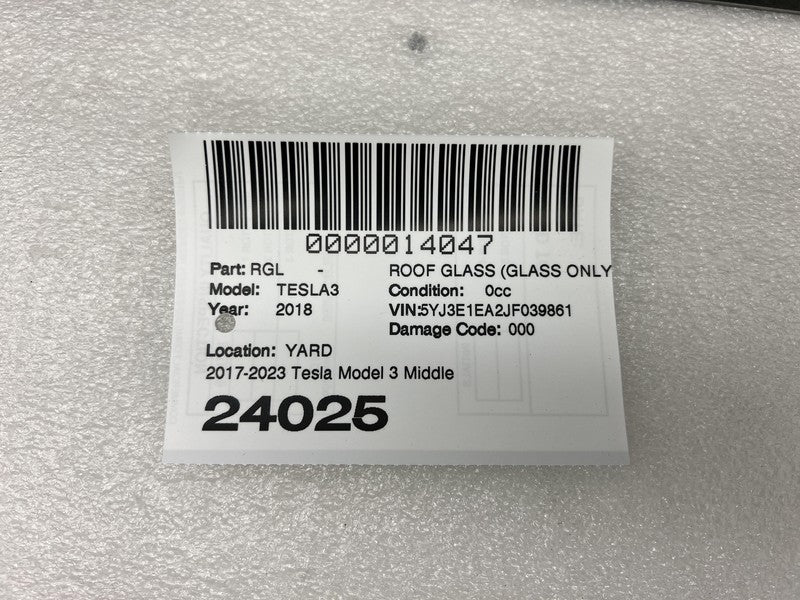 0000014047
Part: RGL - ROOF GLASS (GLASS ONLY
Model: TESLA3 Condition: 0cc
Year: 2018 VIN:5YJ3E1EA2JF039861
Damage Code: 000
Location: YARD
2017-2023 Tesla Model 3 Middle
24025